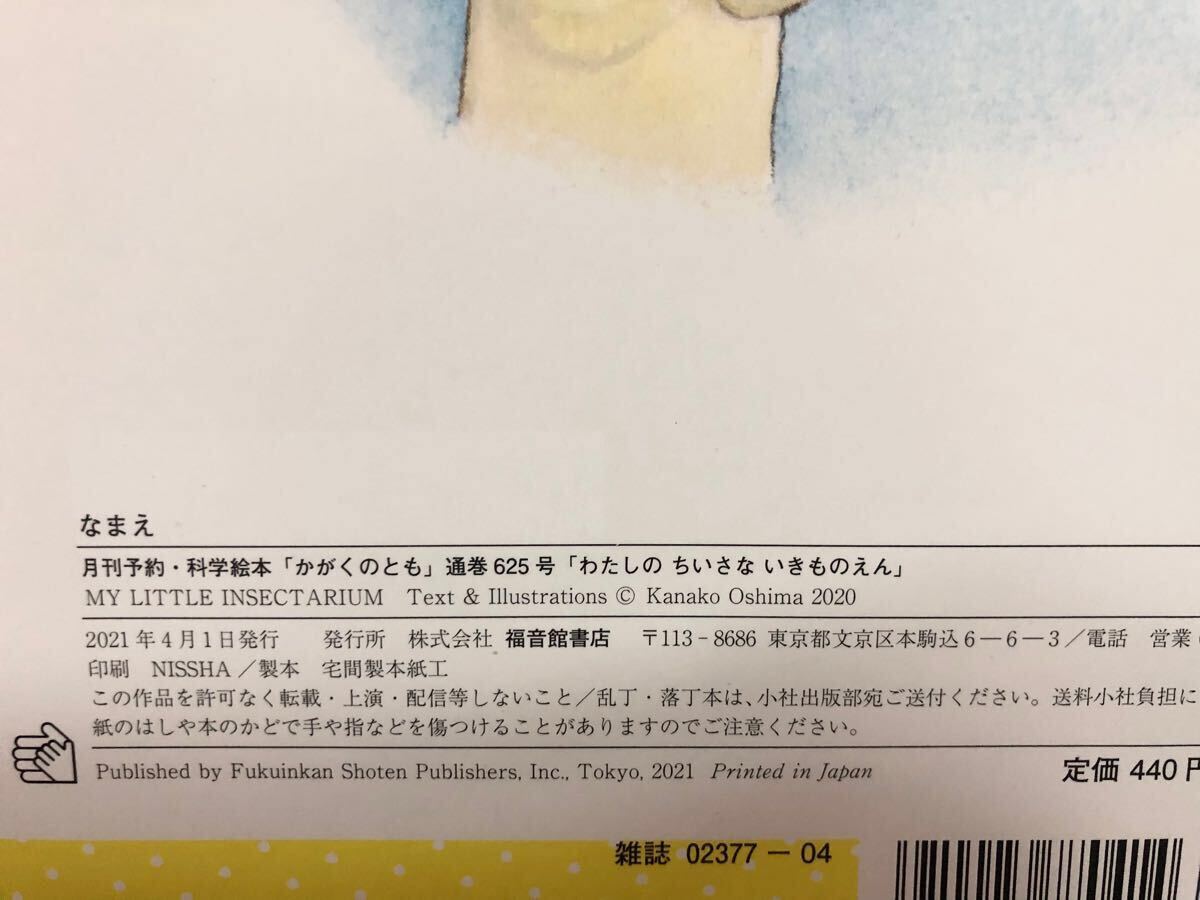 なまえ
月刊予約・科学絵本「かがくのとも」通巻625号「わたしの ちいさな いきものえん」
MY LITTLE INSECTARIUM Text & Illustrations © Kanako Oshima 2020
2021年4月1日発行 発行所 株式会社 福音館書店 〒113-8686 東京都文京区本駒込6-6-3/電話 営業
印刷 NISSHA/製本 宅間製本紙工
この作品を許可なく転載・上演・配信等しないこと/乱丁・落丁本は、小社出版部宛ご送付ください。送料小社負担に
紙のはしや本のかどで手や指などを傷つけることがありますのでご注意ください。
Published by Fukuinkan Shoten Publishers, Inc., Tokyo, 2021 Printed in Japan
定価 440円
雑誌 02377-04